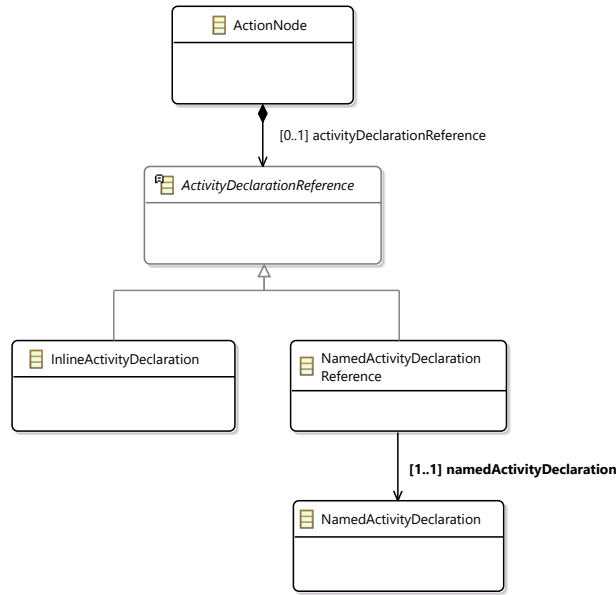 ActionNode
[0..1] activityDeclarationReference
ActivityDeclarationReference
InlineActivityDeclaration
NamedActivityDeclaration
Reference
[1..1] namedActivityDeclaration
NamedActivityDeclaration